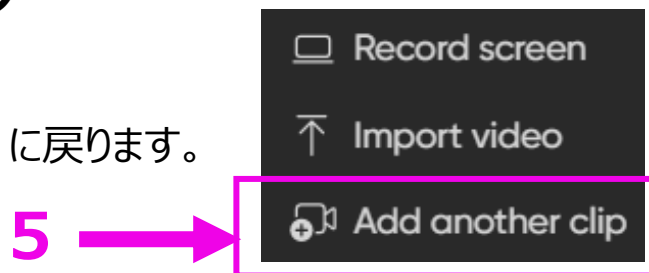 Record screen
に戻ります。
Import video
5
Add another clip